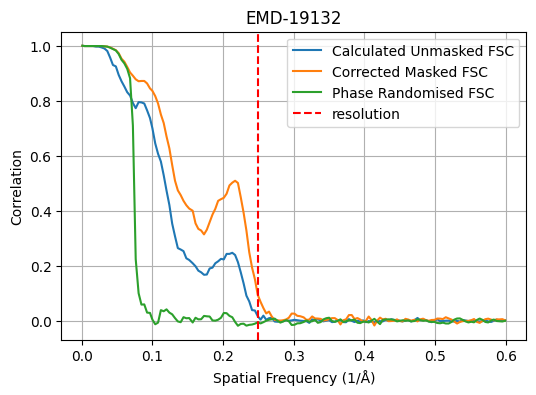 EMD-19132
Calculated Unmasked FSC
Corrected Masked FSC
Phase Randomised FSC
resolution
Correlation
1.0
0.8
0.6
0.4
0.2
0.0
0.0 0.1 0.2 0.3 0.4 0.5 0.6
Spatial Frequency (1/Å)